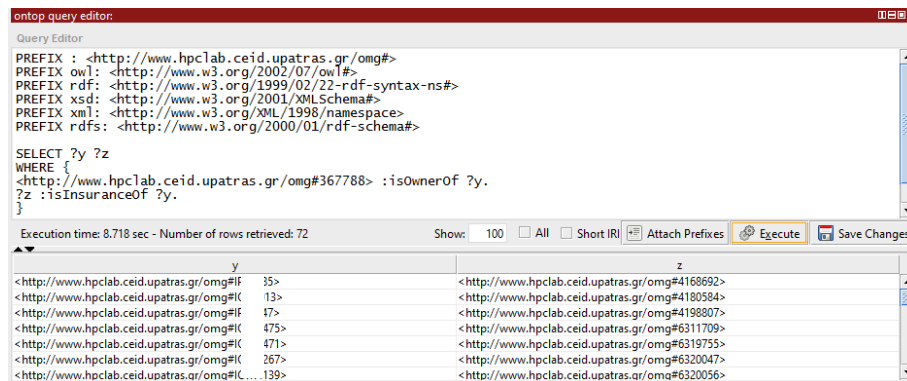 ontop query editor:
Query Editor
PREFIX : <http://www.hpclab.ceid.upatras.gr/omg#>
PREFIX owl: <http://www.w3.org/2002/07/owl#>
PREFIX rdf: <http://www.w3.org/1999/02/22-rdf-syntax-ns#>
PREFIX xsd: <http://www.w3.org/2001/XMLSchema#>
PREFIX xml: <http://www.w3.org/XML/1998/namespace>
PREFIX rdfs: <http://www.w3.org/2000/01/rdf-schema#>
SELECT ?y ?z
WHERE {
<http://www.hpclab.ceid.upatras.gr/omg#367788> :isOwnerOf ?y.
?z :isInsuranceOf ?y.
}
Execution time: 8.718 sec - Number of rows retrieved: 72 Show: 100 All Short IRI Attach Prefixes Execute Save Changes
y z
<http://www.hpclab.ceid.upatras.gr/omg#IF 35> <http://www.hpclab.ceid.upatras.gr/omg#4168692>
<http://www.hpclab.ceid.upatras.gr/omg#IC 13> <http://www.hpclab.ceid.upatras.gr/omg#4180584>
<http://www.hpclab.ceid.upatras.gr/omg#IF 47> <http://www.hpclab.ceid.upatras.gr/omg#4198807>
<http://www.hpclab.ceid.upatras.gr/omg#IC 475> <http://www.hpclab.ceid.upatras.gr/omg#6311709>
<http://www.hpclab.ceid.upatras.gr/omg#IC 471> <http://www.hpclab.ceid.upatras.gr/omg#6319755>
<http://www.hpclab.ceid.upatras.gr/omg#IC 267> <http://www.hpclab.ceid.upatras.gr/omg#6320047>
<http://www.hpclab.ceid.upatras.gr/omg#IC 139> <http://www.hpclab.ceid.upatras.gr/omg#6320056>